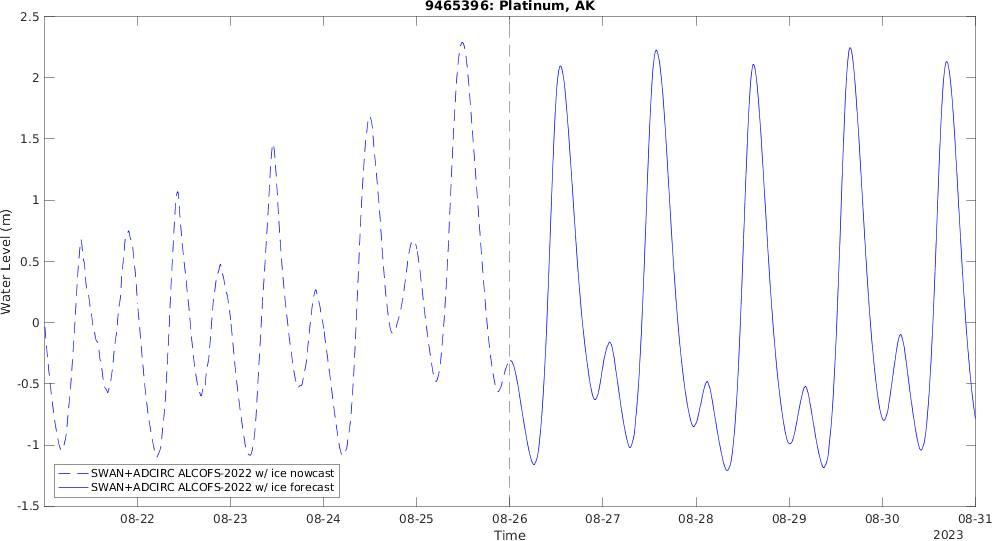 9465396: Platinum, AK
2.5
2
1.5
1
0.5
0
-0.5
-1
-1.5
Water Level (m)
SWAN+ADCIRC ALCOFS-2022 w/ ice nowcast
SWAN+ADCIRC ALCOFS-2022 w/ ice forecast
08-22 08-23 08-24 08-25 08-26 08-27 08-28 08-29 08-30 08-31
Time
2023